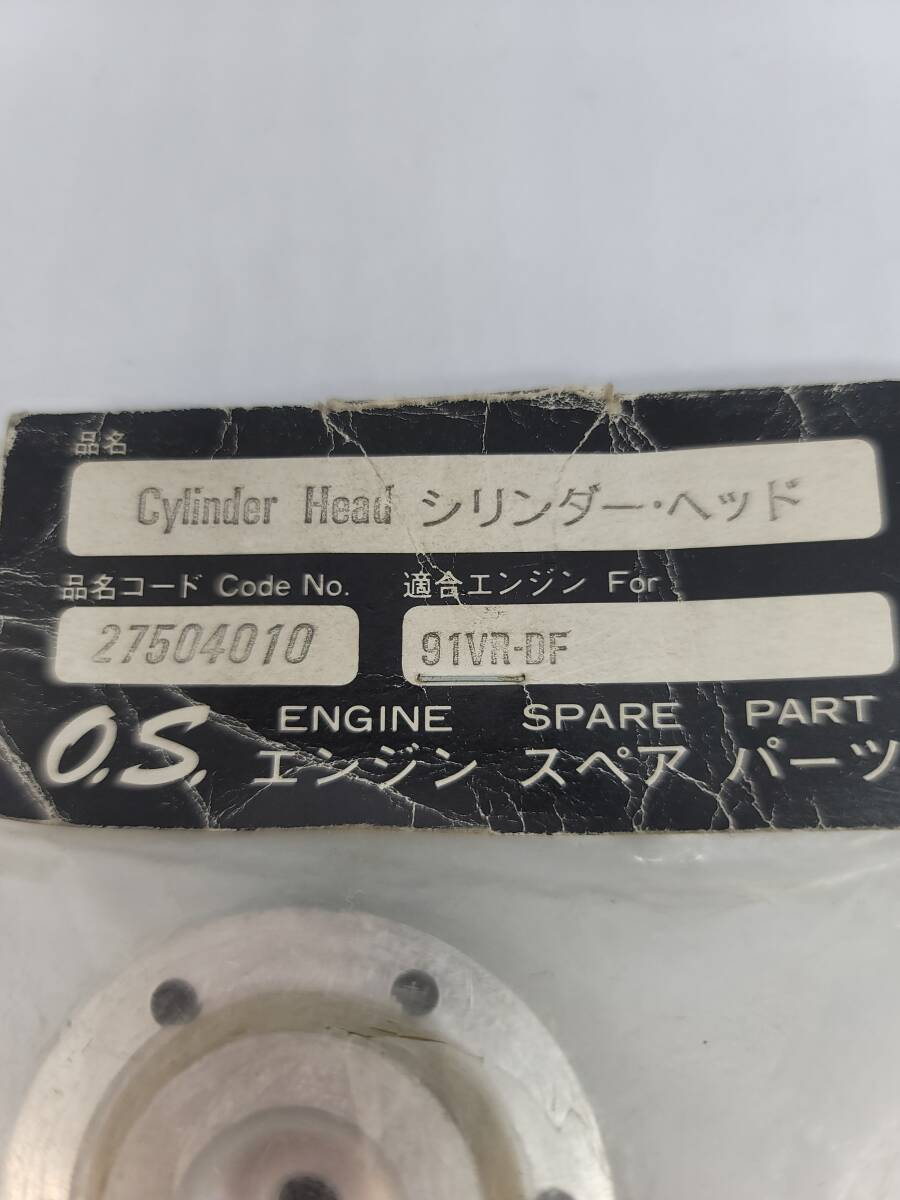 品名
Cylinder Head シリンダー・ヘッド
品名コード Code No. 適合エンジン For
27504010 91VR-DF
O.S. ENGINE SPARE PART
エンジン スペア パーツ